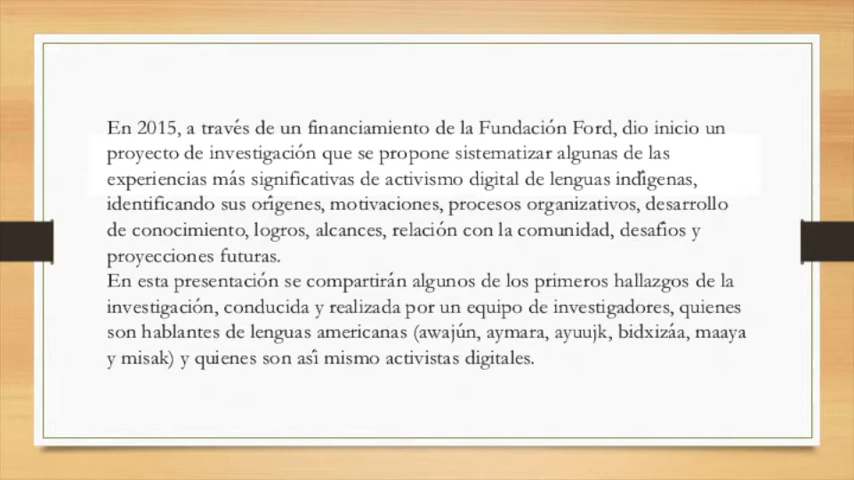 En 2015, a través de un financiamiento de la Fundación Ford, dio inicio un
proyecto de investigación que se propone sistematizar algunas de las
experiencias más significativas de activismo digital de lenguas indígenas,
identificando sus orígenes, motivaciones, procesos organizativos, desarrollo
de conocimiento, logros, alcances, relación con la comunidad, desafíos y
proyecciones futuras.
En esta presentación se compartirán algunos de los primeros hallazgos de la
investigación, conducida y realizada por un equipo de investigadores, quienes
son hablantes de lenguas americanas (awajún, aymara, ayuujk, bidxizáa, maaya
y misak) y quienes son así mismo activistas digitales.